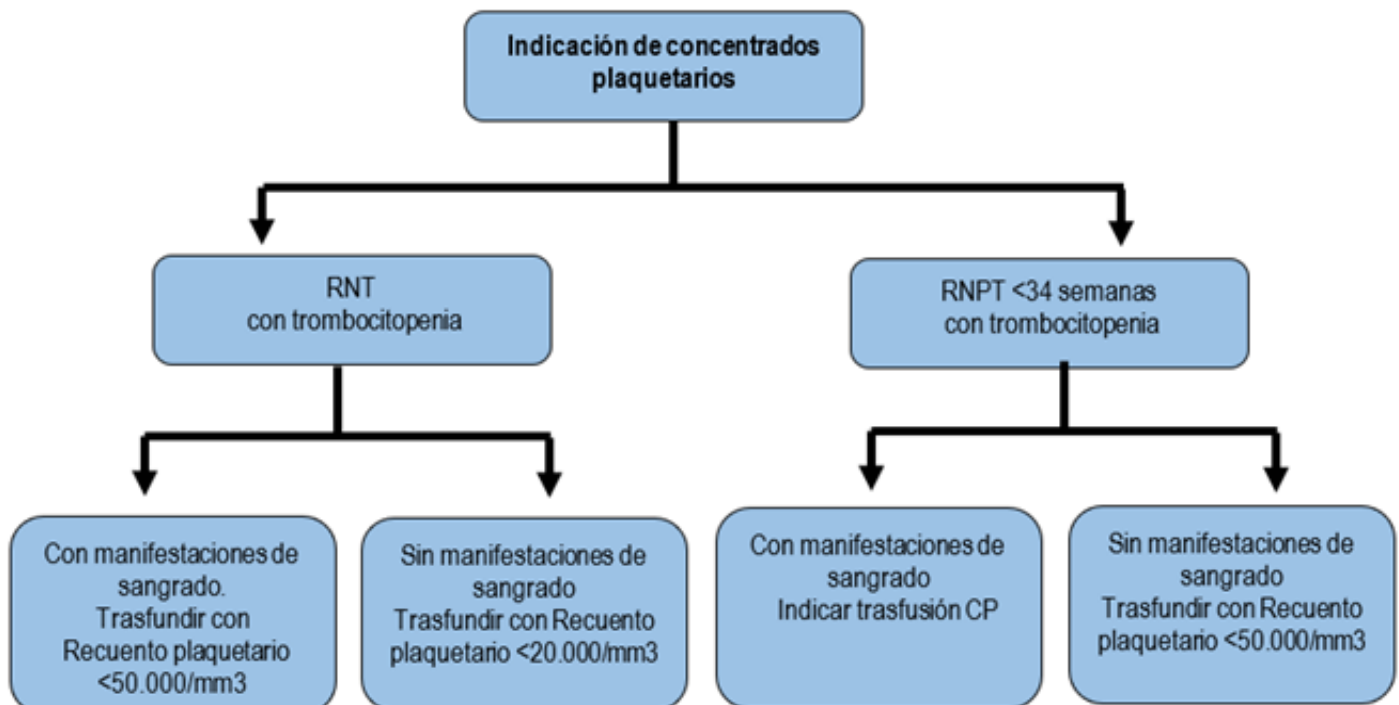 Indicación de concentrados
plaquetarios
RNT
con trombocitopenia
RNPT <34 semanas
con trombocitopenia
Con manifestaciones de
sangrado.
Trasfundir con
Recuento plaquetario
<50.000/mm3
Sin manifestaciones de
sangrado
Trasfundir con Recuento
plaquetario <20.000/mm3
Con manifestaciones de
sangrado
Indicar trasfusión CP
Sin manifestaciones de
sangrado
Trasfundir con Recuento
plaquetario <50.000/mm3